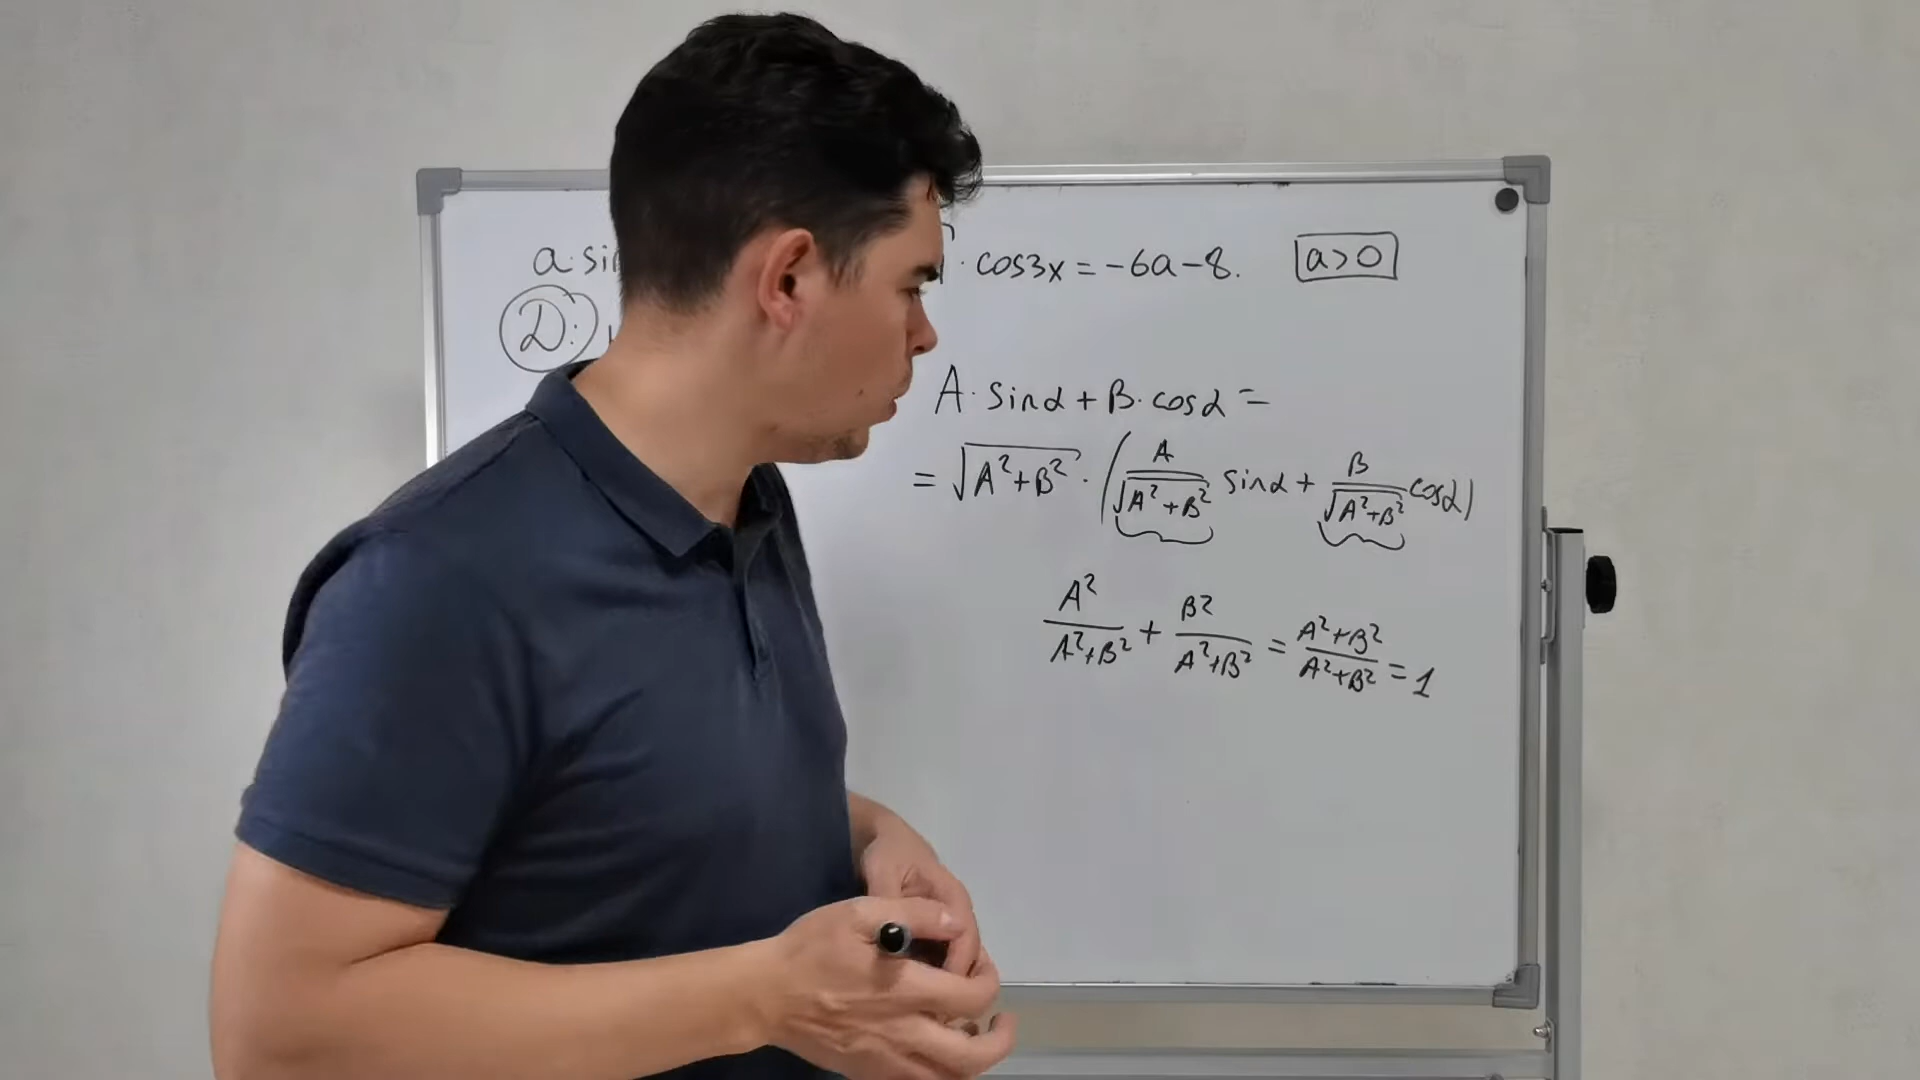 a·sin · cos3x = -6a-8. a>0
D:
A·sinα + B·cosα =
= √(A²+B²) · (A/√(A²+B²) sinα + B/√(A²+B²) cosα)
A²/(A²+B²) + B²/(A²+B²) = (A²+B²)/(A²+B²) = 1